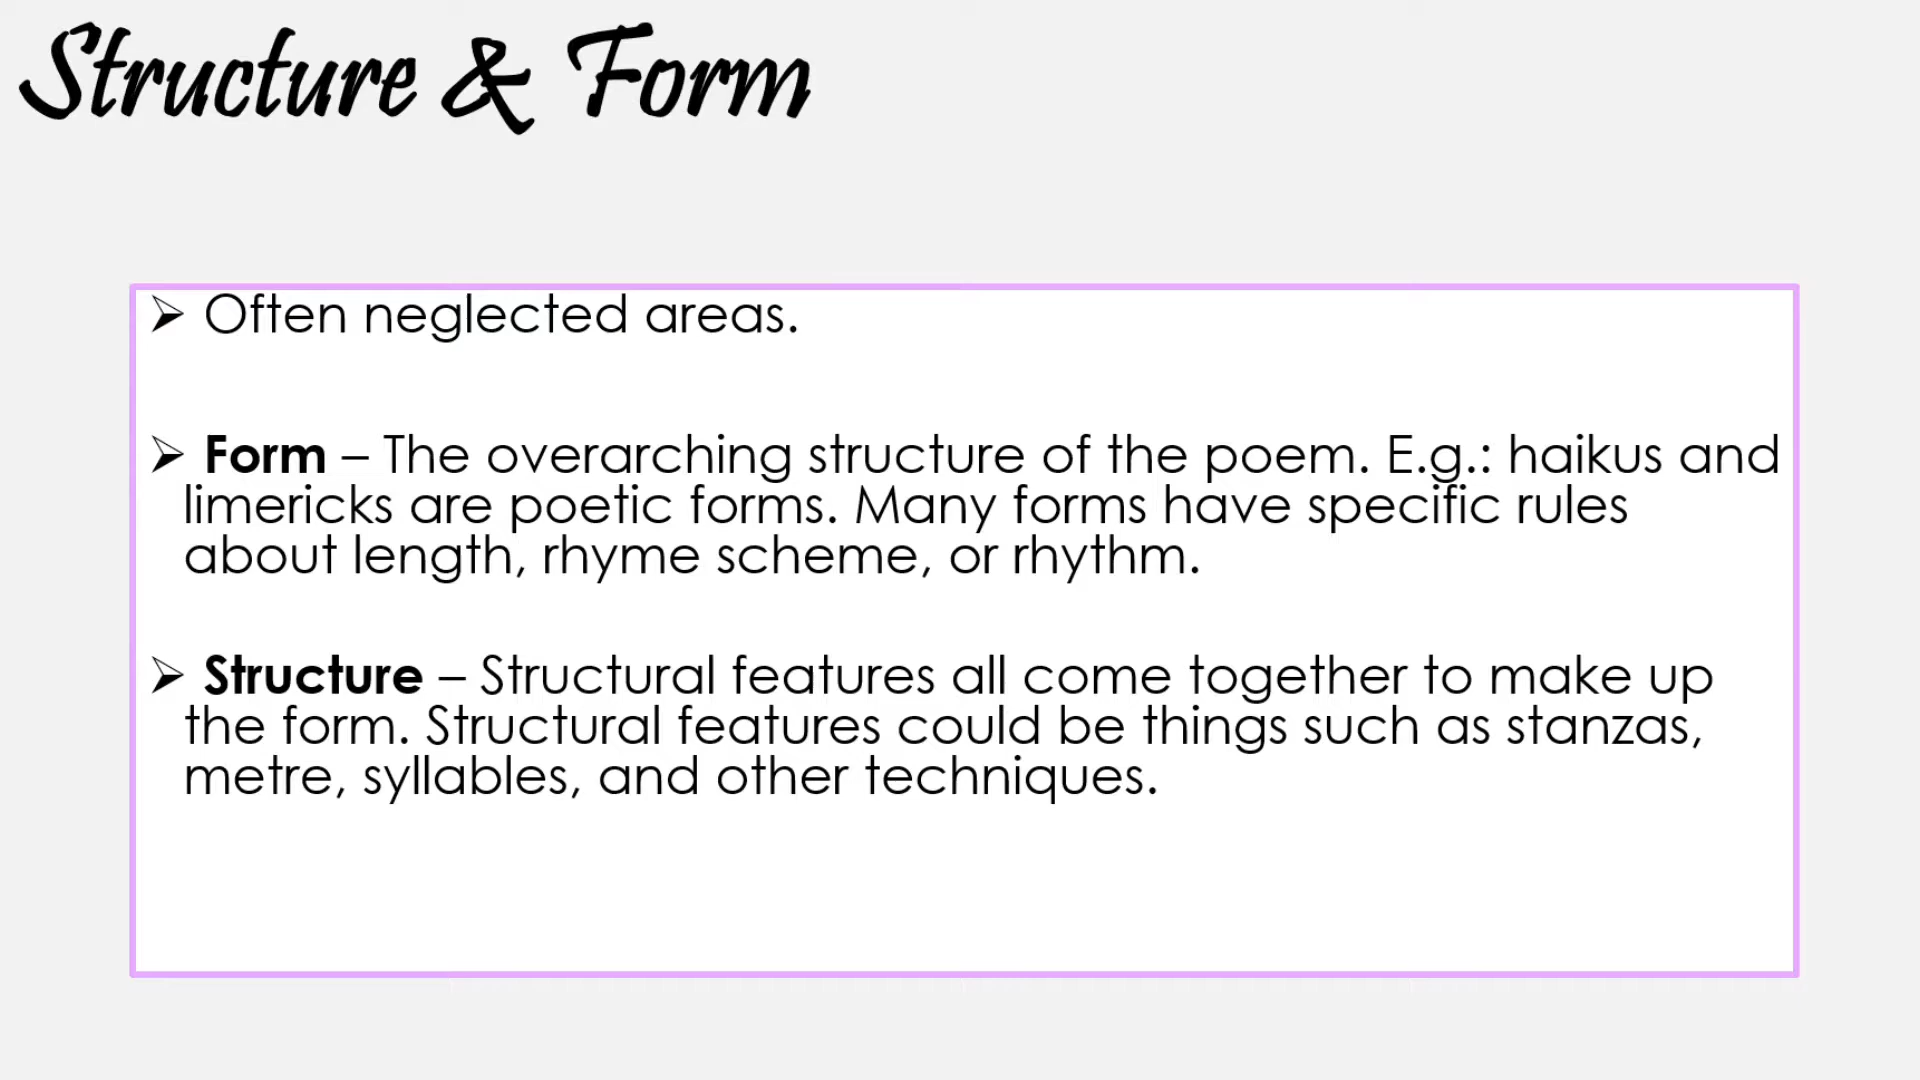 Structure & Form
➢ Often neglected areas.
➢ Form – The overarching structure of the poem. E.g.: haikus and
limericks are poetic forms. Many forms have specific rules
about length, rhyme scheme, or rhythm.
➢ Structure – Structural features all come together to make up
the form. Structural features could be things such as stanzas,
metre, syllables, and other techniques.